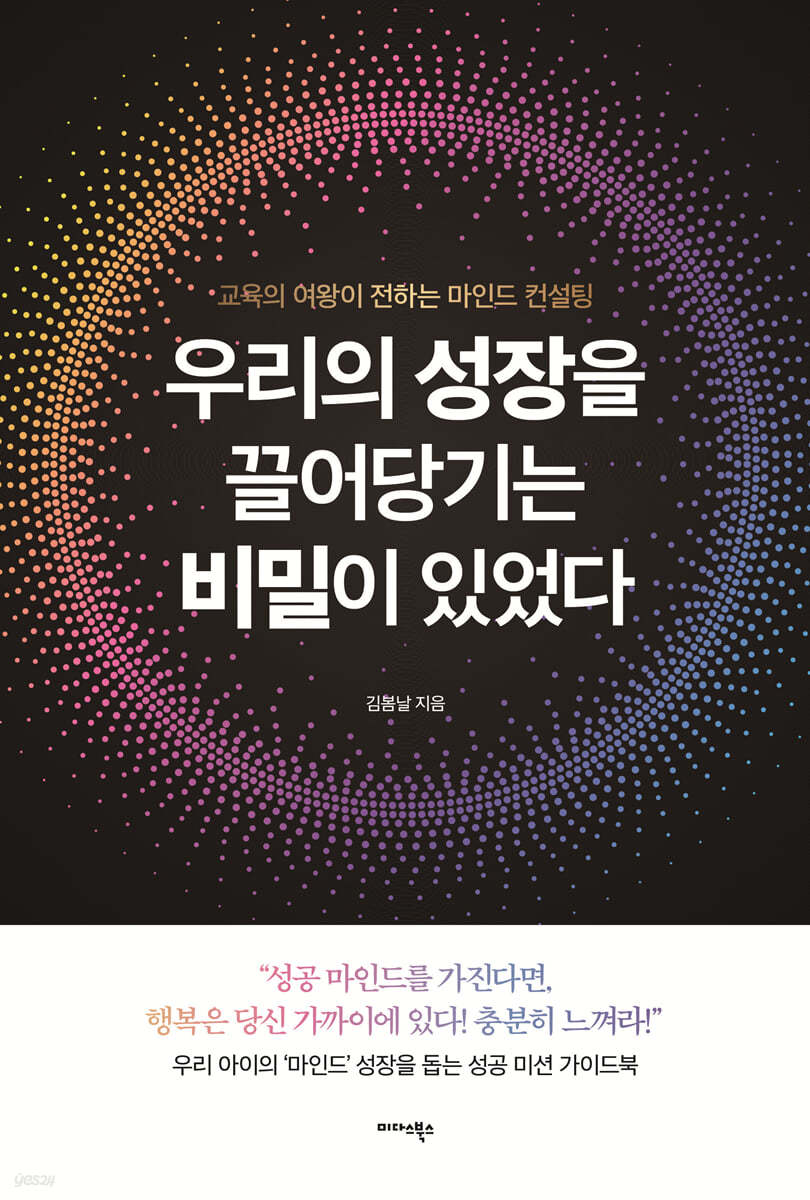 교육의 여왕이 전하는 마인드 컨설팅
우리의 성장을
끌어당기는
비밀이 있었다
김봄날 지음
“성공 마인드를 가진다면,
행복은 당신 가까이에 있다! 충분히 느껴라!”
우리 아이의 ‘마인드’ 성장을 돕는 성공 미션 가이드북
미다스북스
yes24